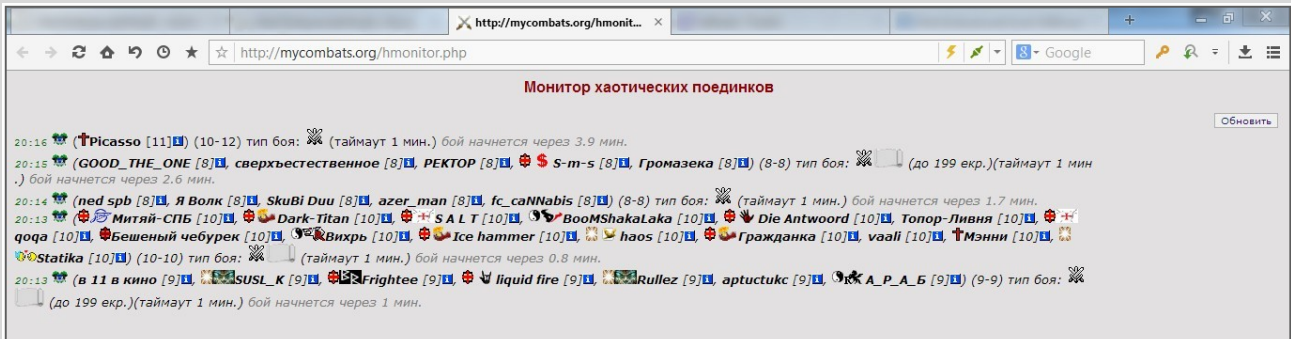 http://mycombats.org/hmonit...
http://mycombats.org/hmonitor.php
Google
Монитор хаотических поединков
Обновить
20:16 (Picasso [11]) (10-12) тип боя: (таймаут 1 мин.) бой начнется через 3.9 мин.
20:15 (GOOD_THE_ONE [8], сверхъестественное [8], РЕКТОР [8], S-m-s [8], Громазека [8]) (8-8) тип боя: (до 199 екр.)(таймаут 1 мин
.) бой начнется через 2.6 мин.
20:14 (ned spb [8], Я Волк [8], SkuBi Duu [8], azer_man [8], fc_caNNabis [8]) (8-8) тип боя: (таймаут 1 мин.) бой начнется через 1.7 мин.
20:13 (Митяй-СПБ [10], Dark-Titan [10], S A L T [10], BooMShakaLaka [10], Die Antwoord [10], Топор-Ливня [10],
qoqa [10], Бешеный чебурек [10], Вихрь [10], Ice hammer [10], haos [10], Гражданка [10], vaali [10], Мэнни [10],
Statika [10]) (10-10) тип боя: (таймаут 1 мин.) бой начнется через 0.8 мин.
20:13 (в 11 в кино [9], SUSL_K [9], Frightee [9], liquid fire [9], Rullez [9], aptuctukc [9], А_Р_А_Б [9]) (9-9) тип боя:
(до 199 екр.)(таймаут 1 мин.) бой начнется через 1 мин.